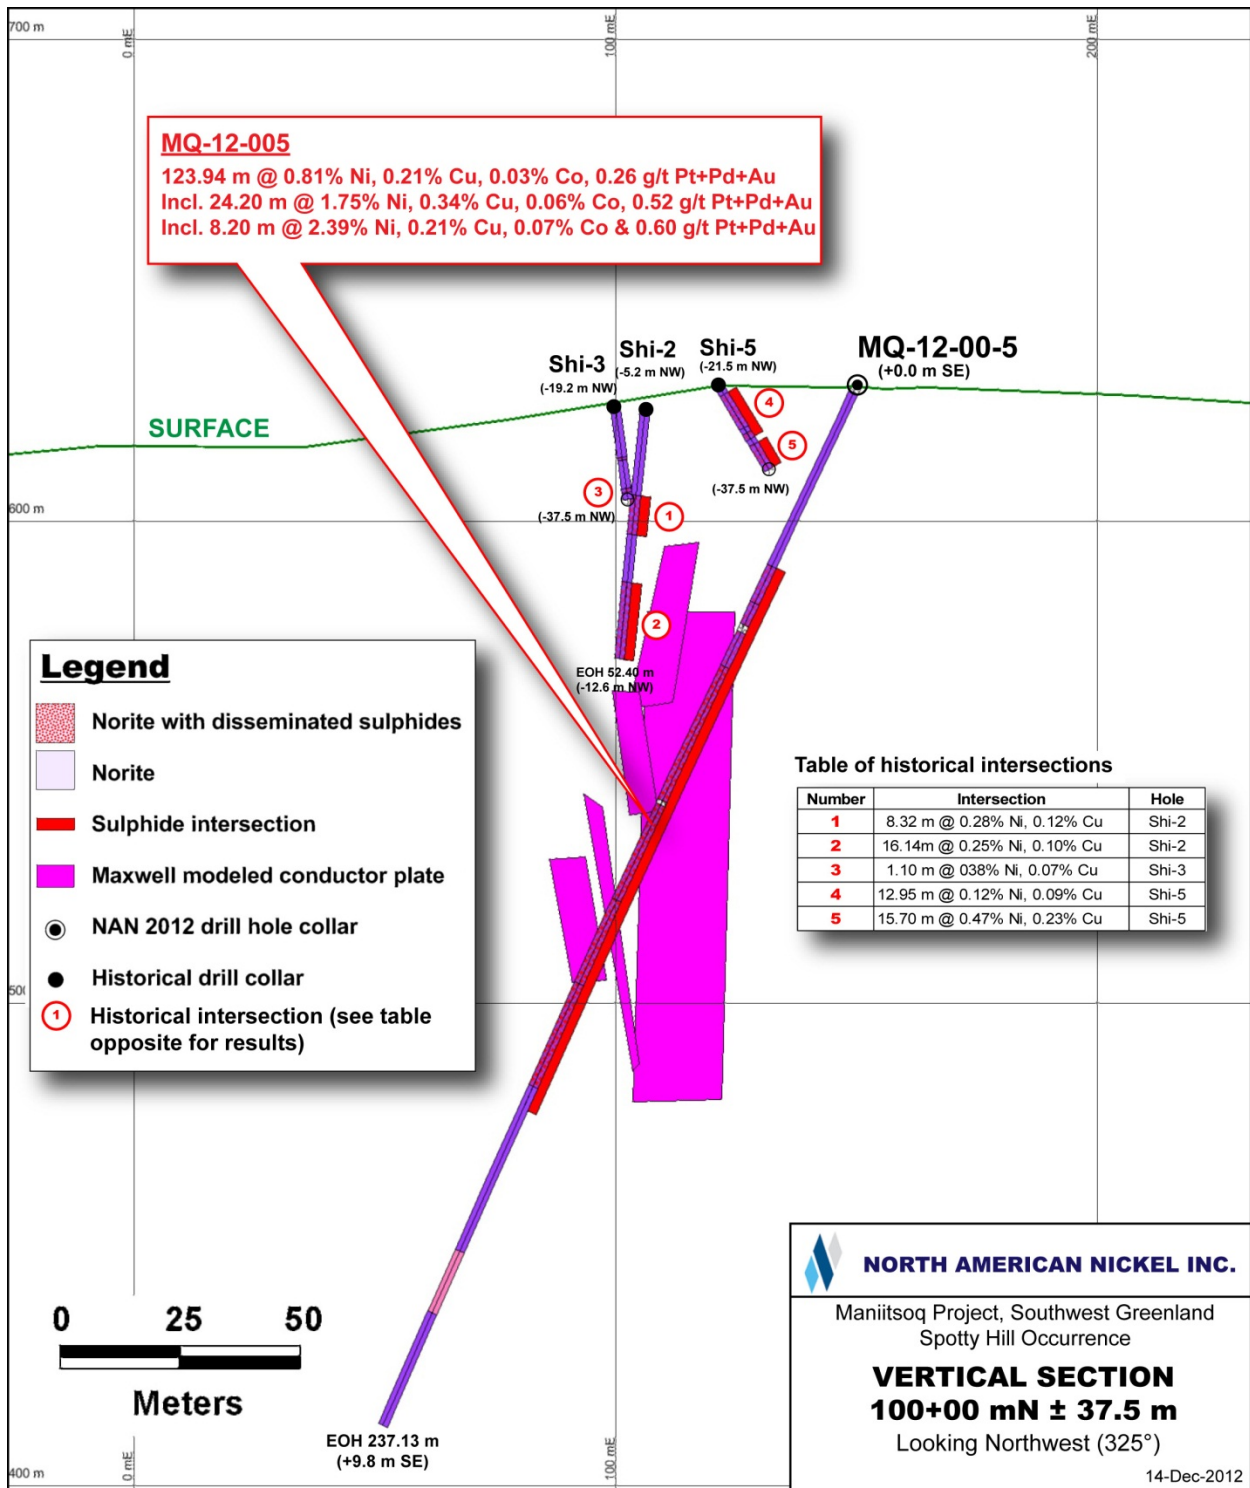 700 m
0 mE
100 mE
200 mE
MQ-12-005
123.94 m @ 0.81% Ni, 0.21% Cu, 0.03% Co, 0.26 g/t Pt+Pd+Au
Incl. 24.20 m @ 1.75% Ni, 0.34% Cu, 0.06% Co, 0.52 g/t Pt+Pd+Au
Incl. 8.20 m @ 2.39% Ni, 0.21% Cu, 0.07% Co & 0.60 g/t Pt+Pd+Au
Shi-3
(-19.2 m NW)
Shi-2
(-5.2 m NW)
Shi-5
(-21.5 m NW)
MQ-12-00-5
(+0.0 m SE)
SURFACE
4
5
(-37.5 m NW)
3
(-37.5 m NW)
1
600 m
2
EOH 52.40 m
(-12.6 m NW)
Legend
Norite with disseminated sulphides
Norite
Sulphide intersection
Maxwell modeled conductor plate
NAN 2012 drill hole collar
Historical drill collar
1 Historical intersection (see table
opposite for results)
Table of historical intersections
Number Intersection Hole
1 8.32 m @ 0.28% Ni, 0.12% Cu Shi-2
2 16.14m @ 0.25% Ni, 0.10% Cu Shi-2
3 1.10 m @ 038% Ni, 0.07% Cu Shi-3
4 12.95 m @ 0.12% Ni, 0.09% Cu Shi-5
5 15.70 m @ 0.47% Ni, 0.23% Cu Shi-5
0 25 50
Meters
EOH 237.13 m
(+9.8 m SE)
400 m
0 mE
100 mE
NORTH AMERICAN NICKEL INC.
Maniitsoq Project, Southwest Greenland
Spotty Hill Occurrence
VERTICAL SECTION
100+00 mN ± 37.5 m
Looking Northwest (325°)
14-Dec-2012